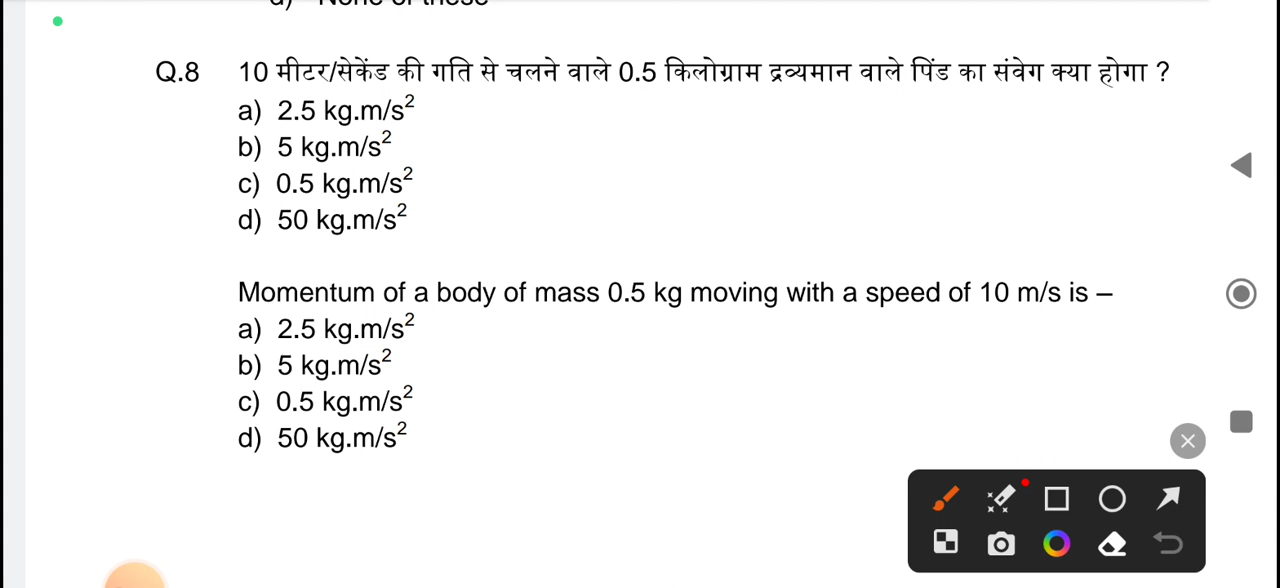 Q.8 10 मीटर/सेकेंड की गति से चलने वाले 0.5 किलोग्राम द्रव्यमान वाले पिंड का संवेग क्या होगा ?
a) 2.5 kg.m/s²
b) 5 kg.m/s²
c) 0.5 kg.m/s²
d) 50 kg.m/s²
Momentum of a body of mass 0.5 kg moving with a speed of 10 m/s is –
a) 2.5 kg.m/s²
b) 5 kg.m/s²
c) 0.5 kg.m/s²
d) 50 kg.m/s²